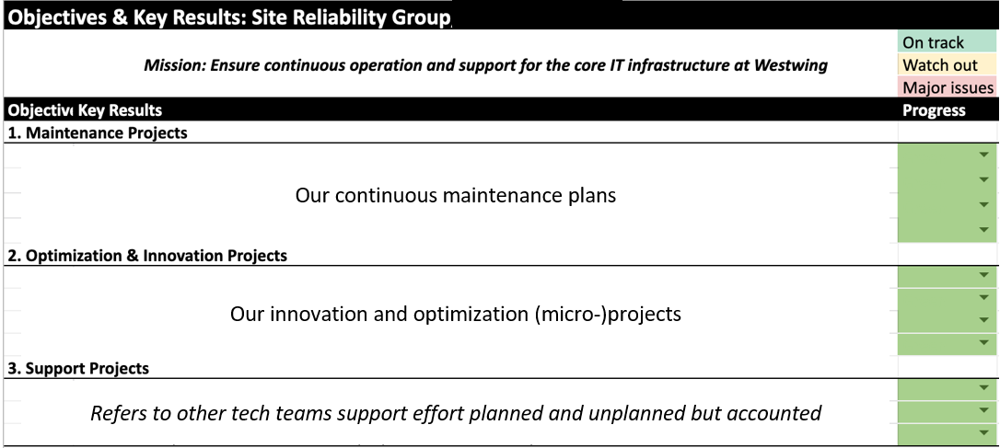 Objectives & Key Results: Site Reliability Group
Mission: Ensure continuous operation and support for the core IT infrastructure at Westwing
On track
Watch out
Major issues
Objectiv Key Results
Progress
1. Maintenance Projects
Our continuous maintenance plans
2. Optimization & Innovation Projects
Our innovation and optimization (micro-)projects
3. Support Projects
Refers to other tech teams support effort planned and unplanned but accounted